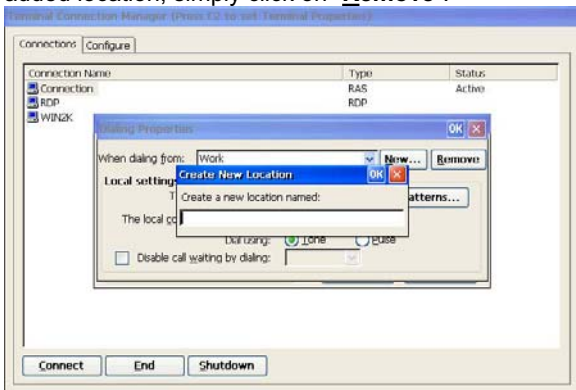 added location, simply click on "Remove".
Terminal Connection Manager (Press F2 to set Terminal Properties)
Connections Configure
Connection Name Type Status
Connection RAS Active
RDP RDP
WIN2K
Dialing Properties OK
When dialing from: Work New... Remove
Local settings
Create New Location OK
Create a new location named:
atterns...
The local
Dial using: Tone Pulse
Disable call waiting by dialing:
Connect End Shutdown